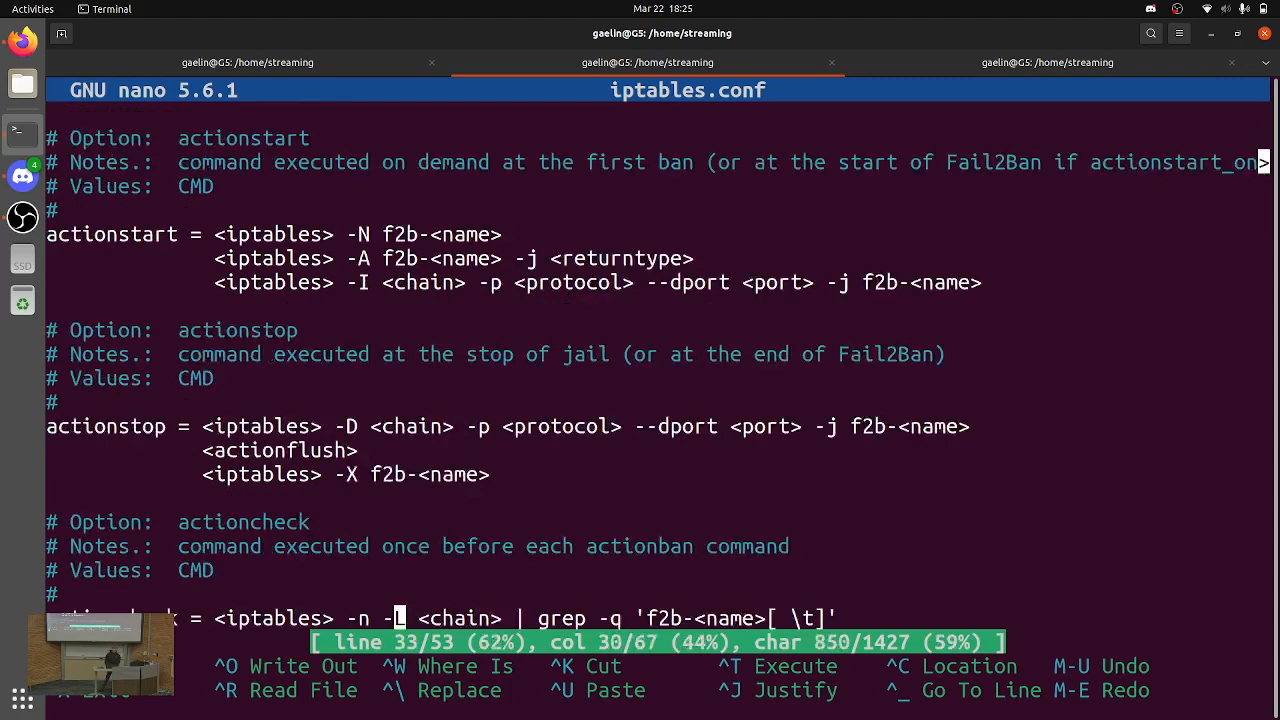 Activities Terminal Mar 22 18:25
gaelin@G5: /home/streaming
gaelin@G5: /home/streaming gaelin@G5: /home/streaming gaelin@G5: /home/streaming
GNU nano 5.6.1 iptables.conf
# Option:  actionstart
# Notes.:  command executed on demand at the first ban (or at the start of Fail2Ban if actionstart_on>
# Values:  CMD
#
actionstart = <iptables> -N f2b-<name>
<iptables> -A f2b-<name> -j <returntype>
<iptables> -I <chain> -p <protocol> --dport <port> -j f2b-<name>
# Option:  actionstop
# Notes.:  command executed at the stop of jail (or at the end of Fail2Ban)
# Values:  CMD
#
actionstop = <iptables> -D <chain> -p <protocol> --dport <port> -j f2b-<name>
<actionflush>
<iptables> -X f2b-<name>
# Option:  actioncheck
# Notes.:  command executed once before each actionban command
# Values:  CMD
#
k = <iptables> -n -L <chain> | grep -q 'f2b-<name>[ \t]'
[ line 33/53 (62%), col 30/67 (44%), char 850/1427 (59%) ]
^O Write Out ^W Where Is ^K Cut ^T Execute ^C Location M-U Undo
^R Read File ^\ Replace ^U Paste ^J Justify ^_ Go To Line M-E Redo
4
SSD